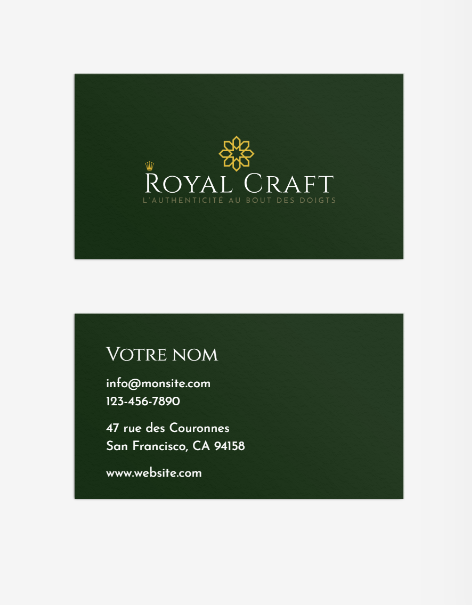 Royal Craft
L'AUTHENTICITÉ AU BOUT DES DOIGTS
Votre nom
info@monsite.com
123-456-7890
47 rue des Couronnes
San Francisco, CA 94158
www.website.com